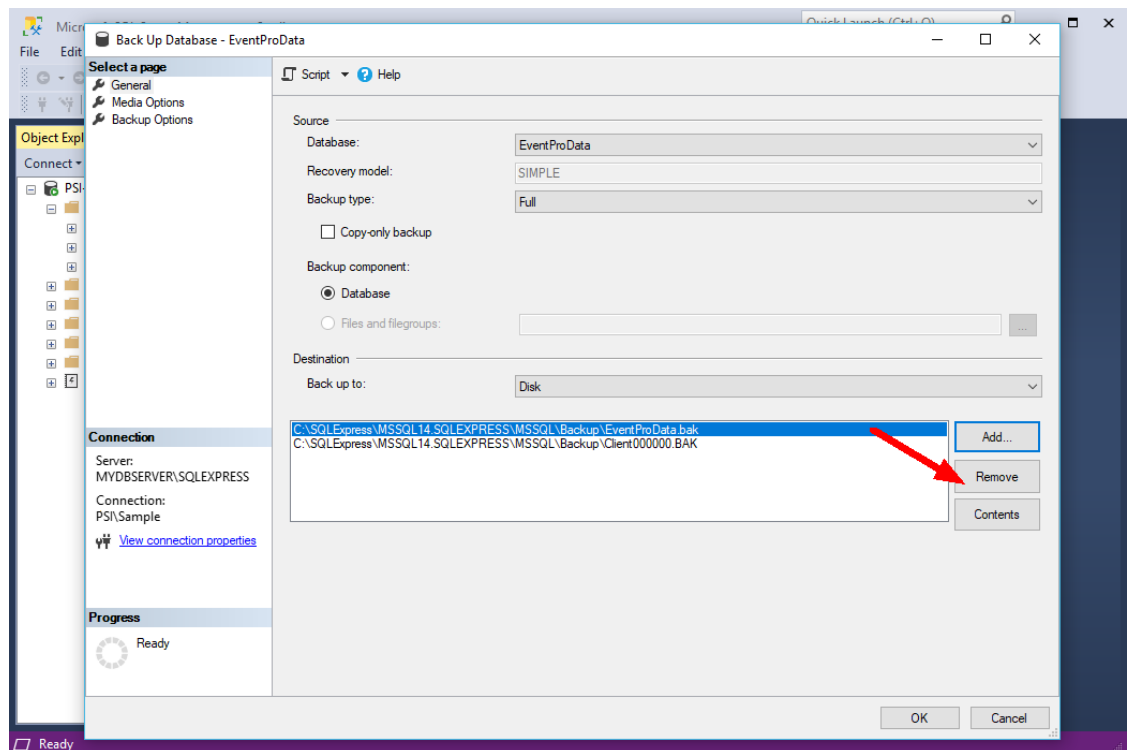 Quick Launch (Ctrl+Q)
File Edit
Back Up Database - EventProData
Select a page
General
Media Options
Backup Options
Script Help
Source
Database: EventProData
Recovery model: SIMPLE
Backup type: Full
Copy-only backup
Backup component:
Database
Files and filegroups: ...
Destination
Back up to: Disk
C:\SQLExpress\MSSQL14.SQLEXPRESS\MSSQL\Backup\EventProData.bak
C:\SQLExpress\MSSQL14.SQLEXPRESS\MSSQL\Backup\Client000000.BAK
Add...
Remove
Contents
Connection
Server:
MYDBSERVER\SQLEXPRESS
Connection:
PSI\Sample
View connection properties
Progress
Ready
OK Cancel
Object Expl
Connect
PSI-
Ready